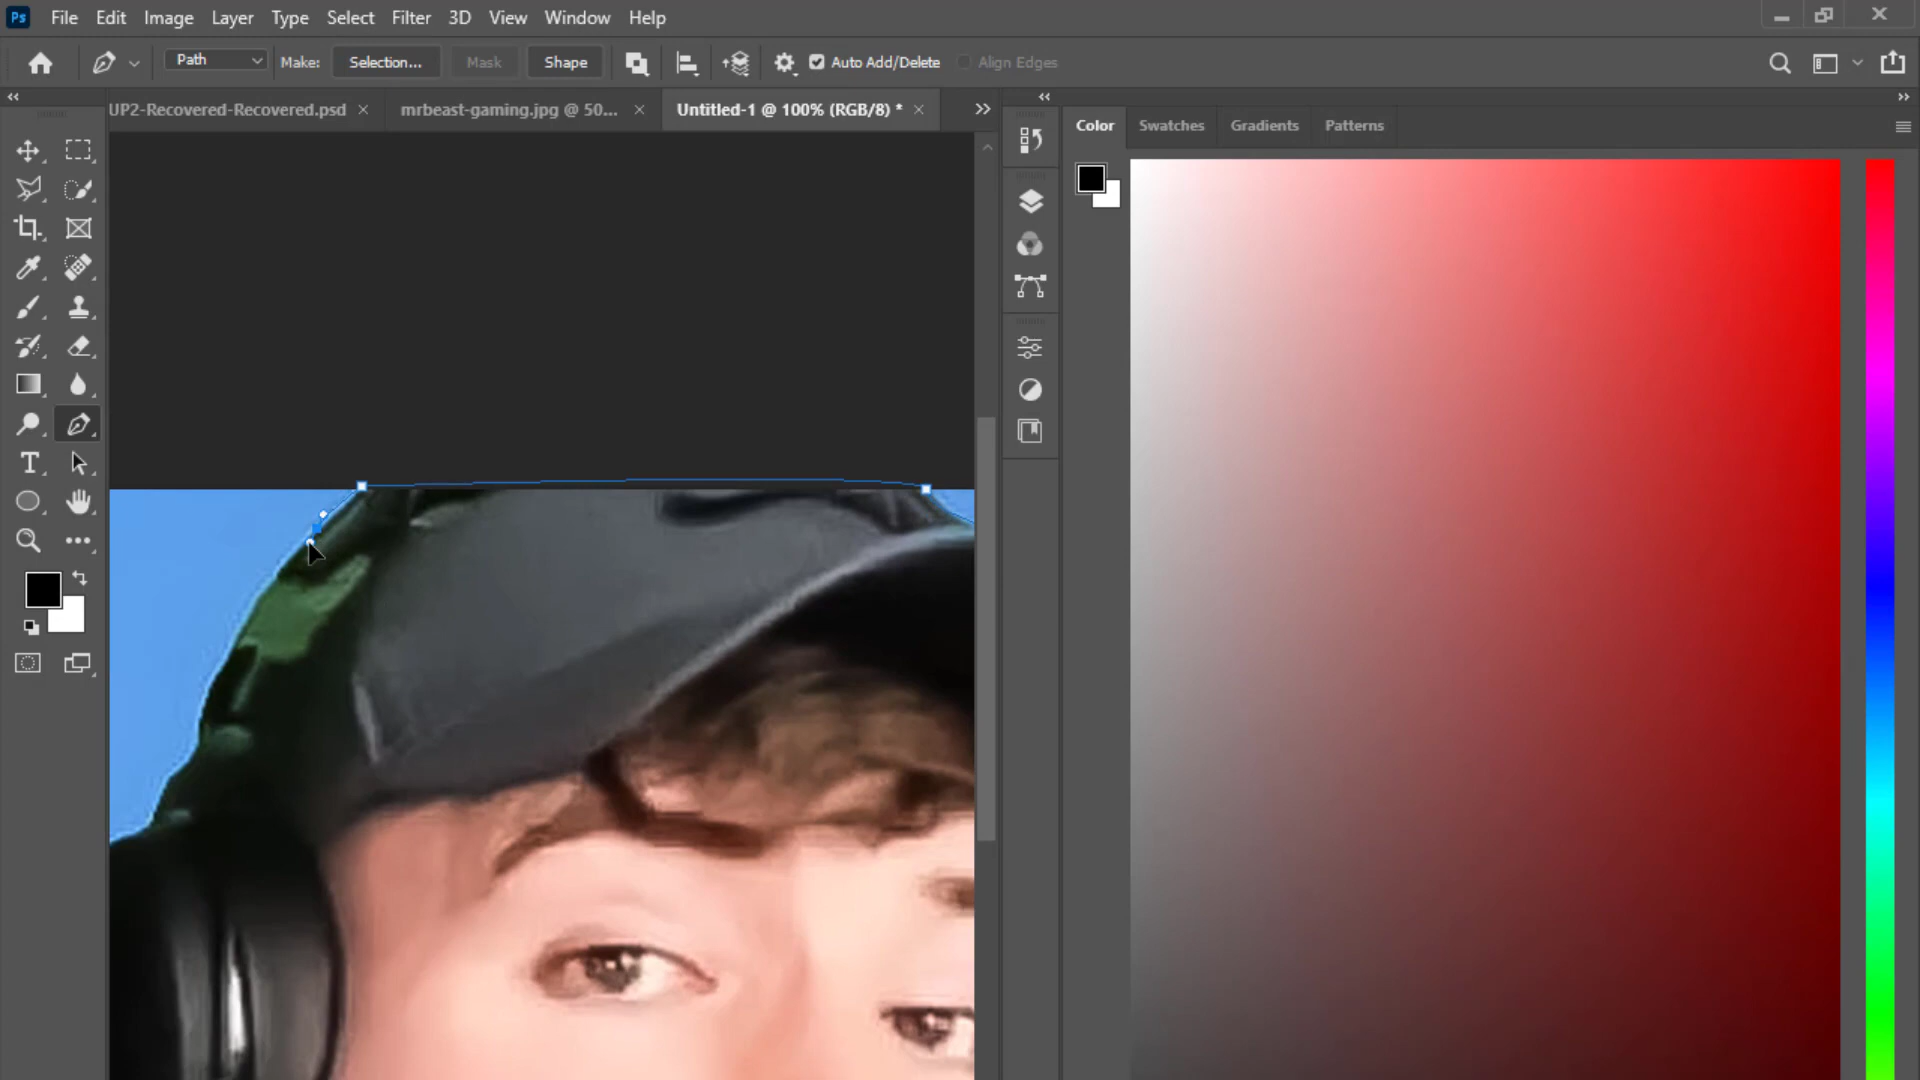 Ps File Edit Image Layer Type Select Filter 3D View Window Help
Path Make: Selection... Mask Shape Auto Add/Delete Align Edges
UP2-Recovered-Recovered.psd × mrbeast-gaming.jpg @ 50... × Untitled-1 @ 100% (RGB/8) * ×
Color Swatches Gradients Patterns